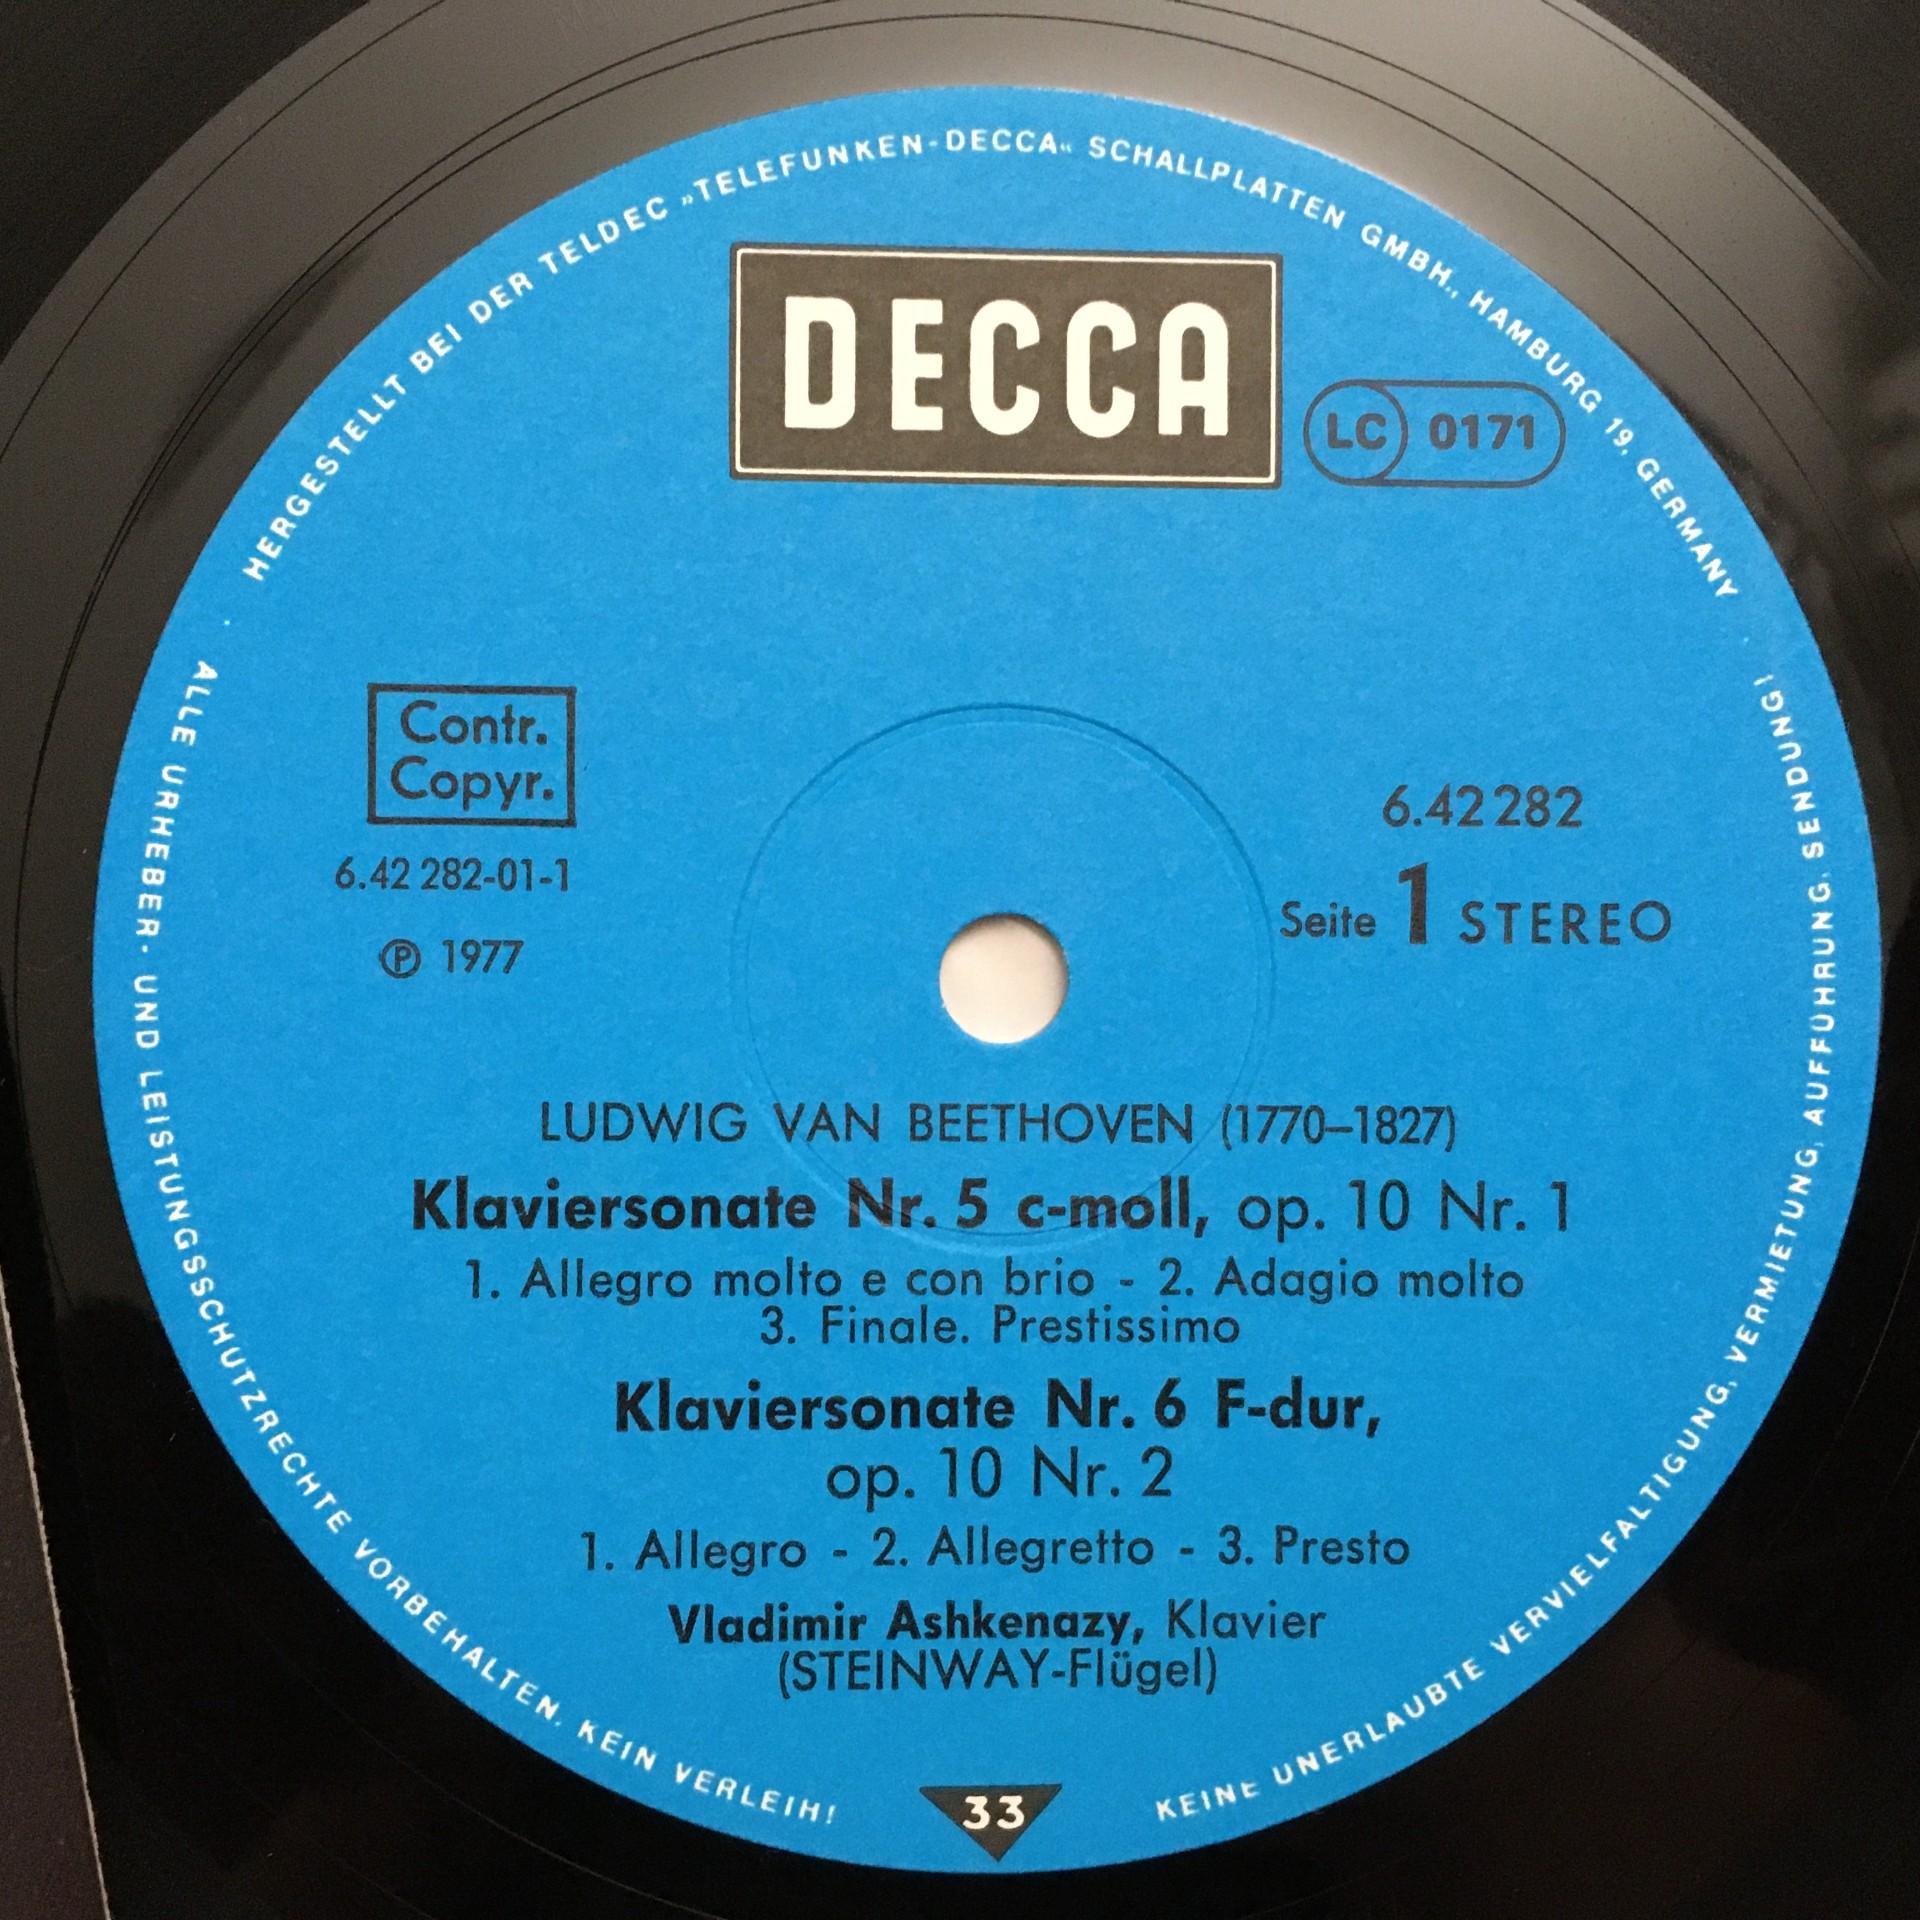 HERGESTELLT BEI DER TELDEC »TELEFUNKEN-DECCA« SCHALLPLATTEN GMBH., HAMBURG 19, GERMANY
DECCA
LC 0171
Contr.
Copyr.
6.42 282-01-1
Ⓟ 1977
6.42282
Seite 1 STEREO
LUDWIG VAN BEETHOVEN (1770–1827)
Klaviersonate Nr. 5 c-moll, op. 10 Nr. 1
1. Allegro molto e con brio - 2. Adagio molto
3. Finale. Prestissimo
Klaviersonate Nr. 6 F-dur,
op. 10 Nr. 2
1. Allegro - 2. Allegretto - 3. Presto
Vladimir Ashkenazy, Klavier
(STEINWAY-Flügel)
33
ALLE URHEBER- UND LEISTUNGSSCHUTZRECHTE VORBEHALTEN. KEIN VERLEIH!
KEINE UNERLAUBTE VERVIELFALTIGUNG, VERMIETUNG, AUFFÜHRUNG, SENDUNG!